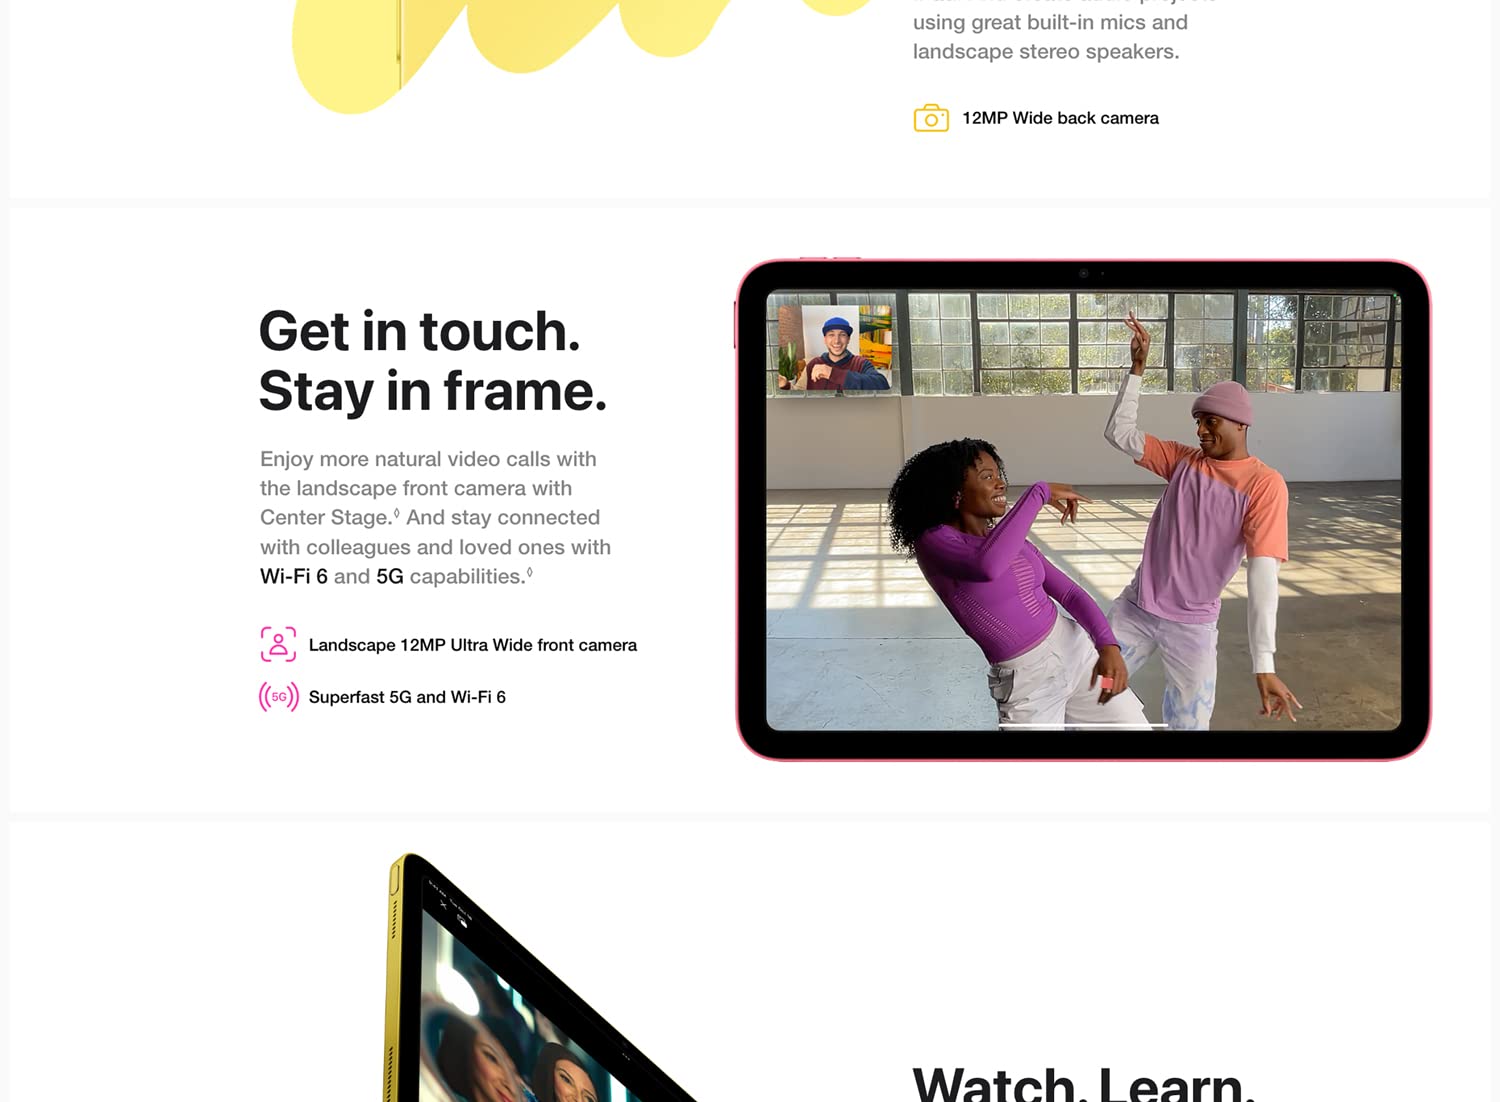 using great built-in mics and
landscape stereo speakers.
12MP Wide back camera
Get in touch.
Stay in frame.
Enjoy more natural video calls with
the landscape front camera with
Center Stage.◊ And stay connected
with colleagues and loved ones with
Wi-Fi 6 and 5G capabilities.◊
Landscape 12MP Ultra Wide front camera
5G
Superfast 5G and Wi-Fi 6
Watch. Learn.